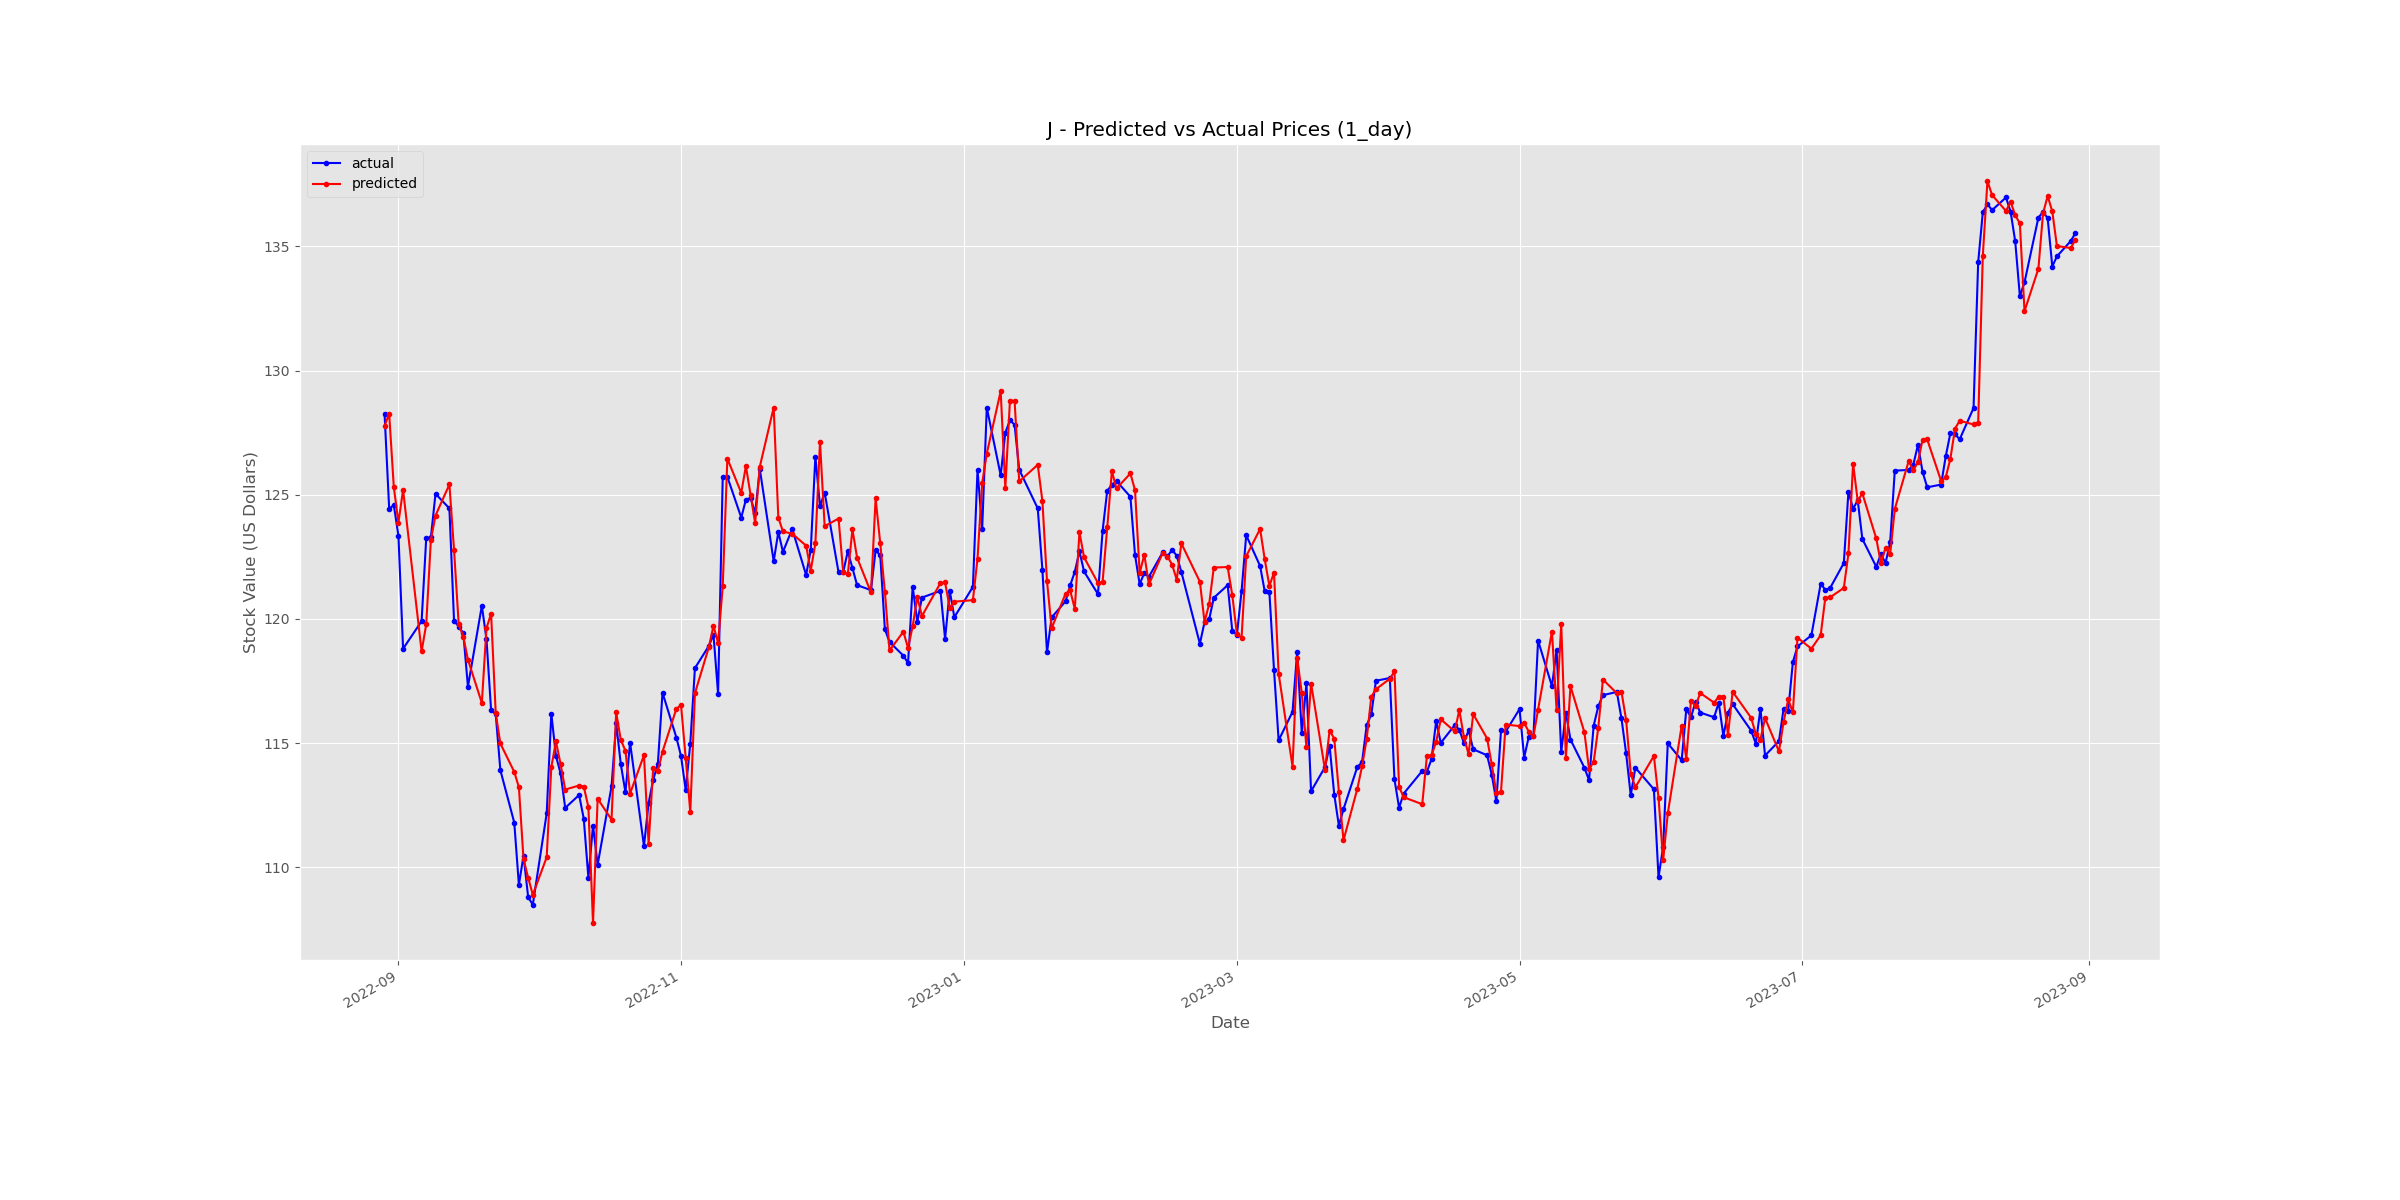 J - Predicted vs Actual Prices (1_day)
actual
predicted
135
130
125
120
115
110
Stock Value (US Dollars)
2022-09
2022-11
2023-01
2023-03
2023-05
2023-07
2023-09
Date